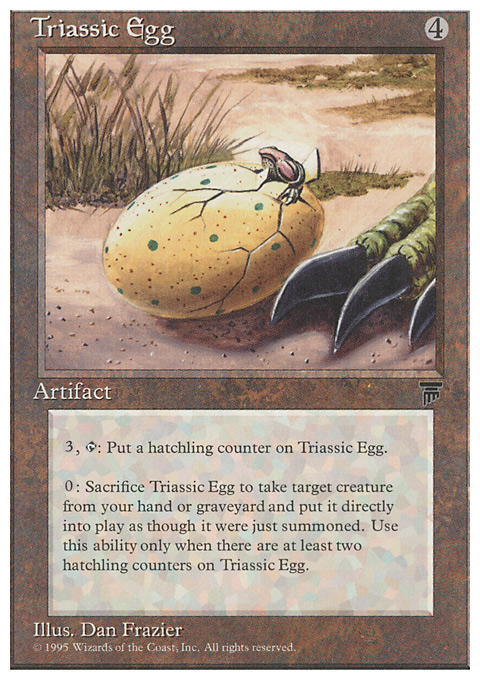 Triassic Egg 4
Artifact
3, : Put a hatchling counter on Triassic Egg.
0: Sacrifice Triassic Egg to take target creature
from your hand or graveyard and put it directly
into play as though it were just summoned. Use
this ability only when there are at least two
hatchling counters on Triassic Egg.
Illus. Dan Frazier
© 1995 Wizards of the Coast, Inc. All rights reserved.